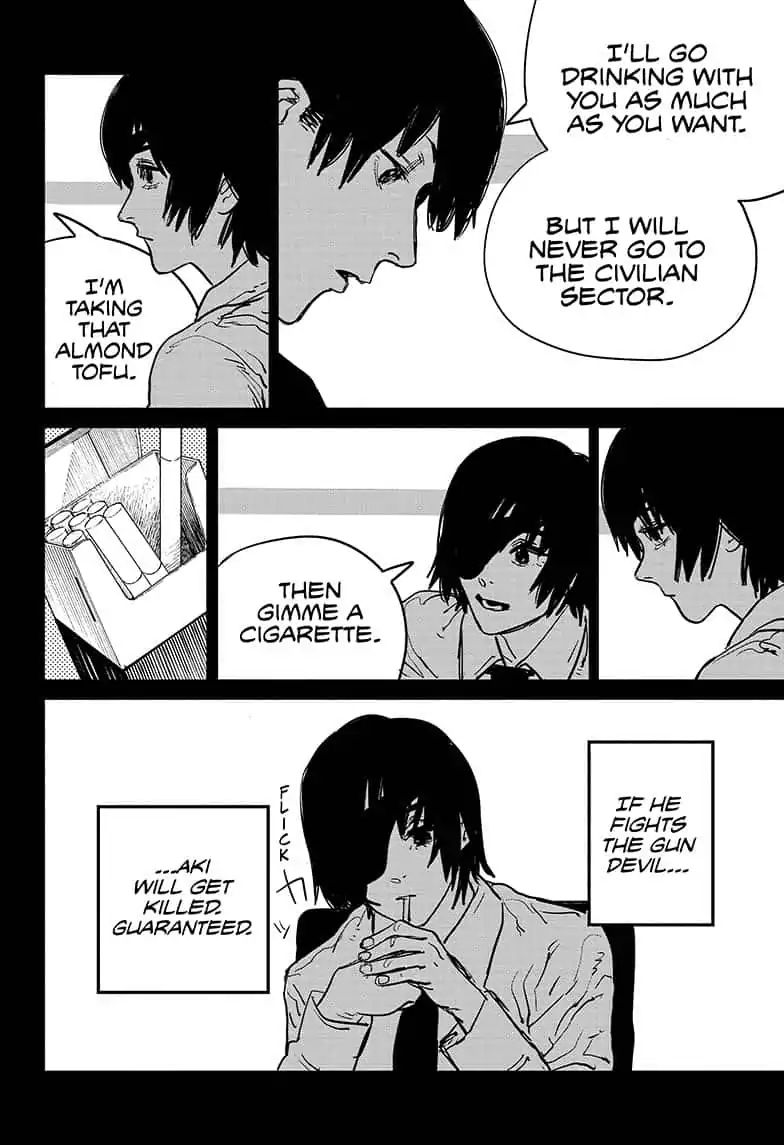 I'LL GO
DRINKING WITH
YOU AS MUCH
AS YOU WANT.
BUT I WILL
NEVER GO TO
THE CIVILIAN
SECTOR.
I'M
TAKING
THAT
ALMOND
TOFU.
THEN
GIMME A
CIGARETTE.
IF HE
FIGHTS
THE GUN
DEVIL...
FLICK
カ
...AKI
WILL GET
KILLED.
GUARANTEED.